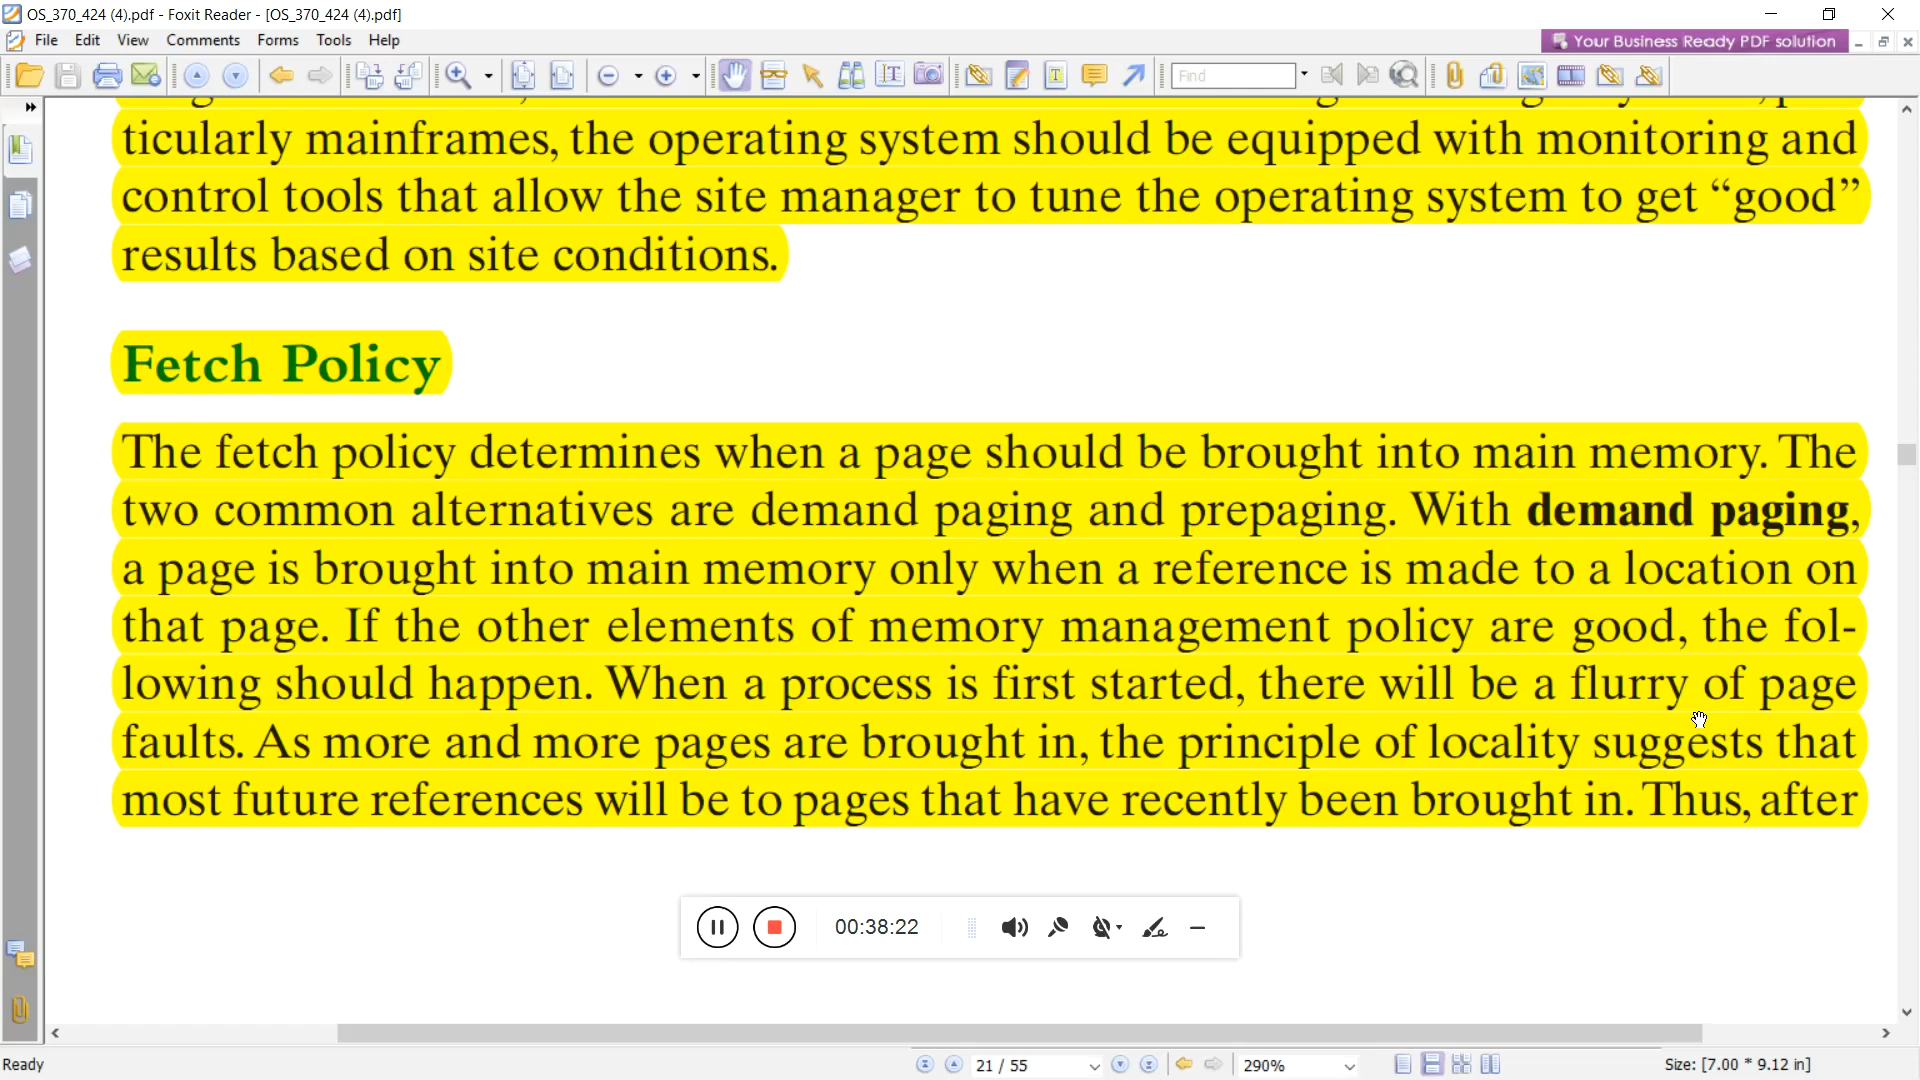 OS_370_424 (4).pdf - Foxit Reader - [OS_370_424 (4).pdf]
File Edit View Comments Forms Tools Help
Your Business Ready PDF solution
Find
ticularly mainframes, the operating system should be equipped with monitoring and
control tools that allow the site manager to tune the operating system to get “good”
results based on site conditions.
Fetch Policy
The fetch policy determines when a page should be brought into main memory. The
two common alternatives are demand paging and prepaging. With demand paging,
a page is brought into main memory only when a reference is made to a location on
that page. If the other elements of memory management policy are good, the fol-
lowing should happen. When a process is first started, there will be a flurry of page
faults. As more and more pages are brought in, the principle of locality suggests that
most future references will be to pages that have recently been brought in. Thus, after
00:38:22
Ready
21 / 55
290%
Size: [7.00 * 9.12 in]